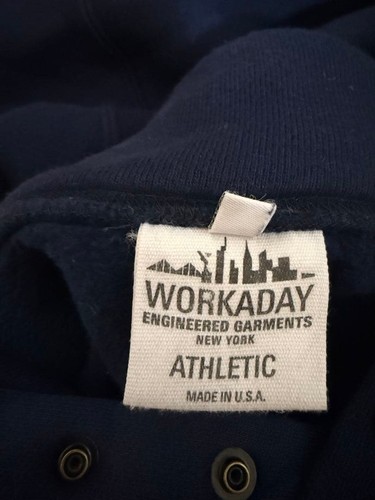 WORKADAY
ENGINEERED GARMENTS
NEW YORK
ATHLETIC
MADE IN U.S.A.